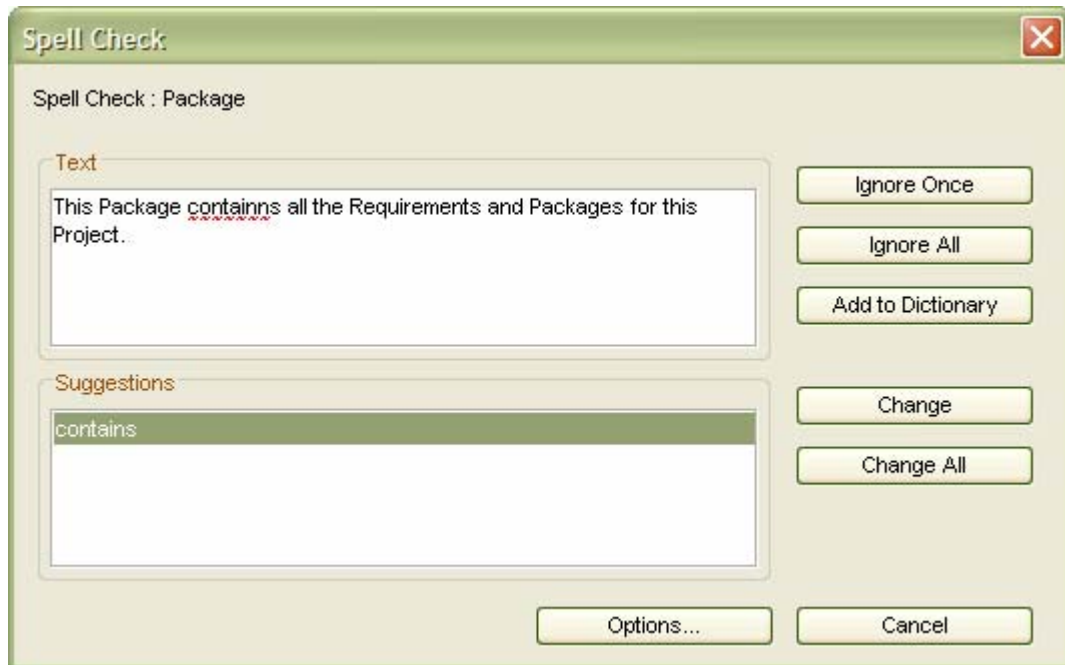 Spell Check
Spell Check : Package
Text
This Package containns all the Requirements and Packages for this
Project.
Ignore Once
Ignore All
Add to Dictionary
Suggestions
contains
Change
Change All
Options...
Cancel